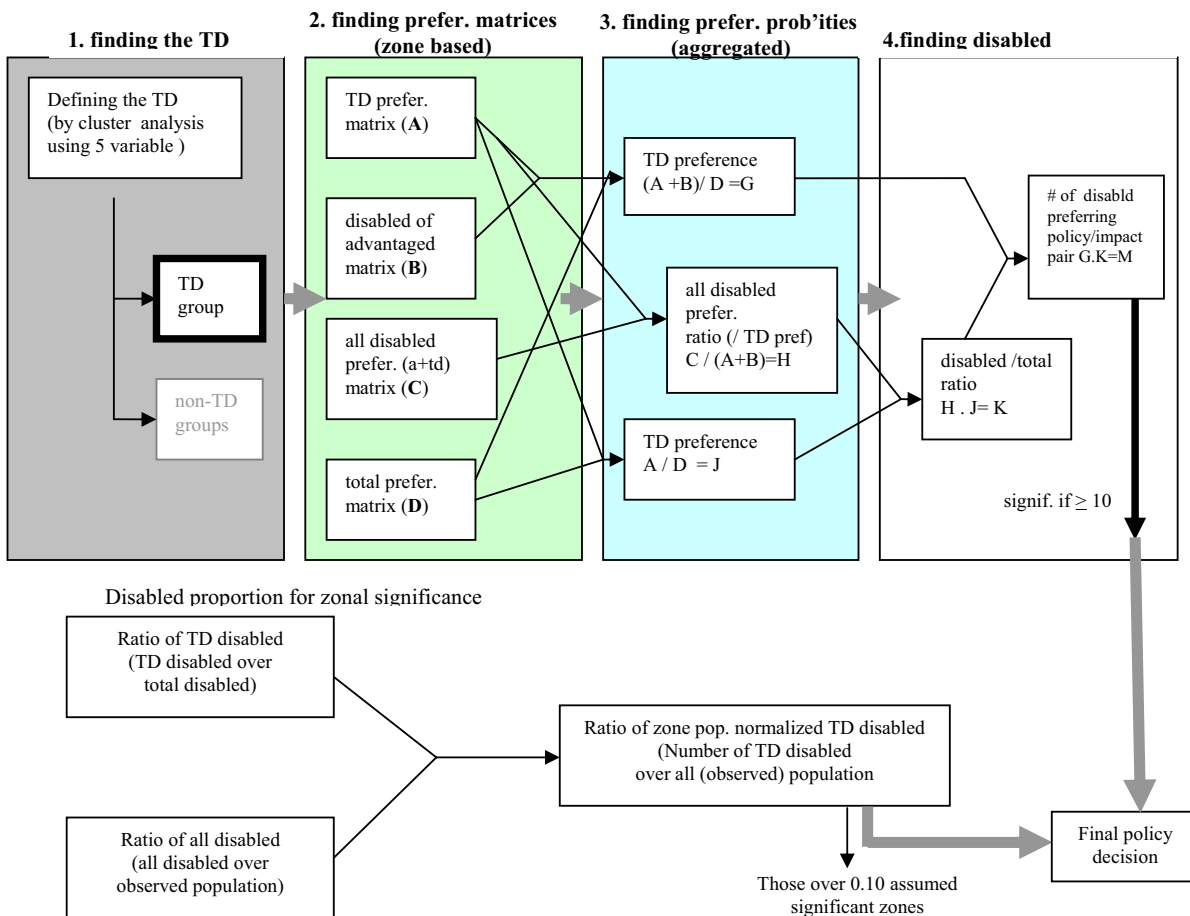 1. finding the TD
2. finding prefer. matrices
(zone based)
3. finding prefer. prob'ities
(aggregated)
4.finding disabled
Defining the TD
(by cluster analysis
using 5 variable )
TD
group
non-TD
groups
TD prefer.
matrix (A)
disabled of
advantaged
matrix (B)
all disabled
prefer. (a+td)
matrix (C)
total prefer.
matrix (D)
TD preference
(A +B)/ D =G
all disabled
prefer.
ratio (/ TD pref)
C / (A+B)=H
TD preference
A / D = J
# of disabld
preferring
policy/impact
pair G.K=M
disabled /total
ratio
H . J= K
signif. if ≥ 10
Disabled proportion for zonal significance
Ratio of TD disabled
(TD disabled over
total disabled)
Ratio of all disabled
(all disabled over
observed population)
Ratio of zone pop. normalized TD disabled
(Number of TD disabled
over all (observed) population
Those over 0.10 assumed
significant zones
Final policy
decision